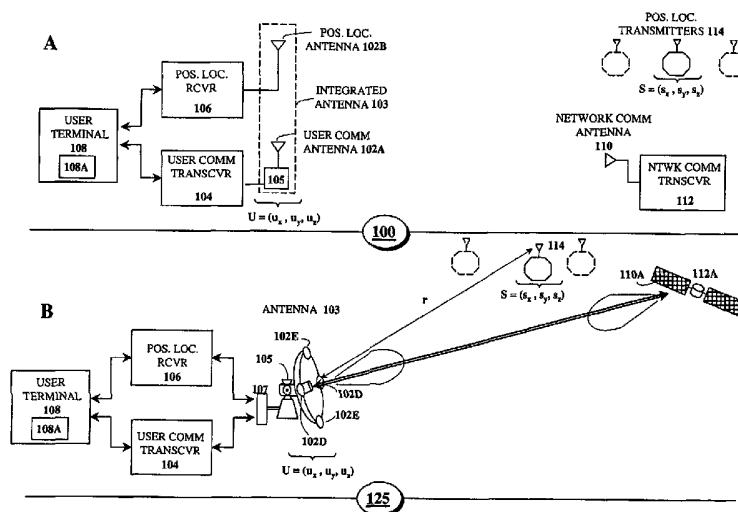 A
POS. LOC.
ANTENNA 102B
POS. LOC.
RCVR
106
INTEGRATED
ANTENNA 103
USER
TERMINAL
108
108A
USER COMM
ANTENNA 102A
USER COMM
TRANSCVR
104
105
U = (ux , uy, uz)
POS. LOC.
TRANSMITTERS 114
S = (sx , sy, sz)
NETWORK COMM
ANTENNA
110
NTWK COMM
TRNSCVR
112
100
B
ANTENNA 103
114
S = (sx , sy, sz)
r
110A
112A
POS. LOC.
RCVR
106
102E
105
107
USER
TERMINAL
108
108A
102D
102E
USER COMM
TRANSCVR
104
102D
U = (ux , uy, uz)
125